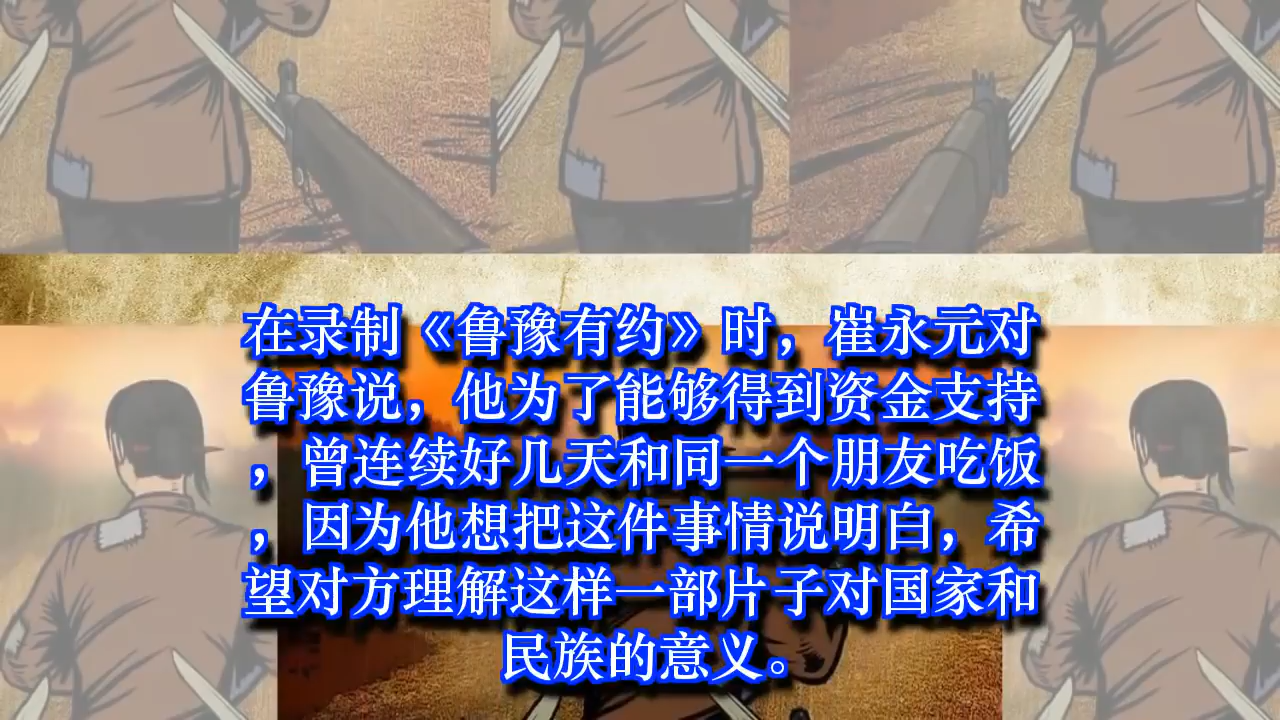 在录制《鲁豫有约》时，崔永元对
鲁豫说，他为了能够得到资金支持
，曾连续好几天和同一个朋友吃饭
，因为他想把这件事情说明白，希
望对方理解这样一部片子对国家和
民族的意义。